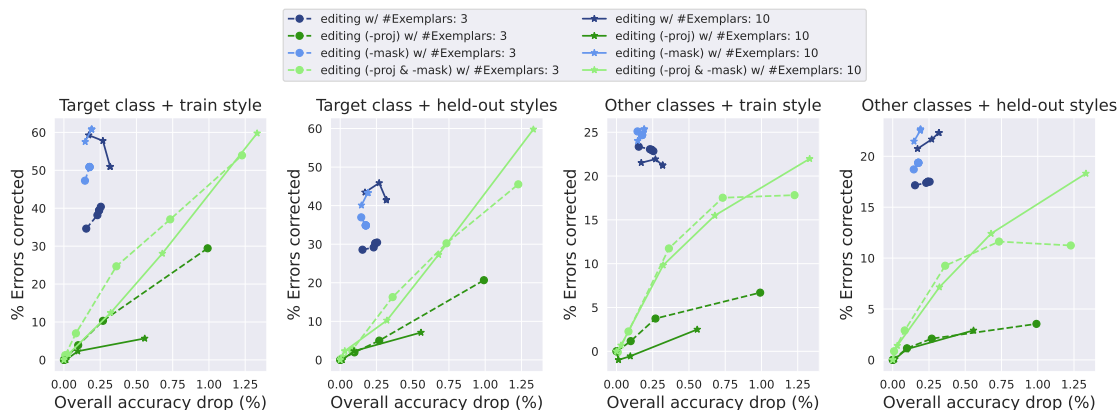 editing w/ #Exemplars: 3
editing (-proj) w/ #Exemplars: 3
editing (-mask) w/ #Exemplars: 3
editing (-proj & -mask) w/ #Exemplars: 3
editing w/ #Exemplars: 10
editing (-proj) w/ #Exemplars: 10
editing (-mask) w/ #Exemplars: 10
editing (-proj & -mask) w/ #Exemplars: 10
Target class + train style
% Errors corrected
60
50
40
30
20
10
0
0.00 0.25 0.50 0.75 1.00 1.25
Overall accuracy drop (%)
Target class + held-out styles
% Errors corrected
60
50
40
30
20
10
0
0.00 0.25 0.50 0.75 1.00 1.25
Overall accuracy drop (%)
Other classes + train style
% Errors corrected
25
20
15
10
5
0
0.00 0.25 0.50 0.75 1.00 1.25
Overall accuracy drop (%)
Other classes + held-out styles
% Errors corrected
20
15
10
5
0
0.00 0.25 0.50 0.75 1.00 1.25
Overall accuracy drop (%)